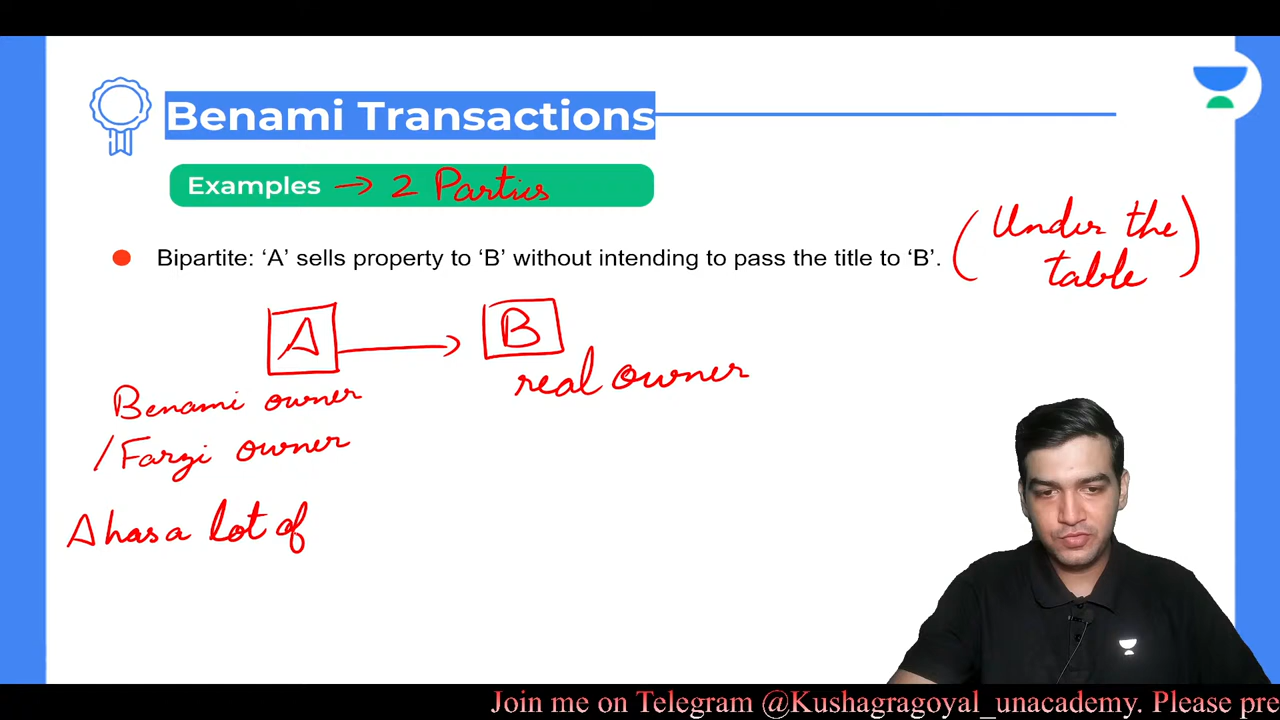 Benami Transactions
Examples → 2 Parties
Bipartite: ‘A’ sells property to ‘B’ without intending to pass the title to ‘B’.
(Under the table)
A → B
real owner
Benami owner
/Farzi owner
A has a lot of
Join me on Telegram @Kushagragoyal_unacademy. Please pre